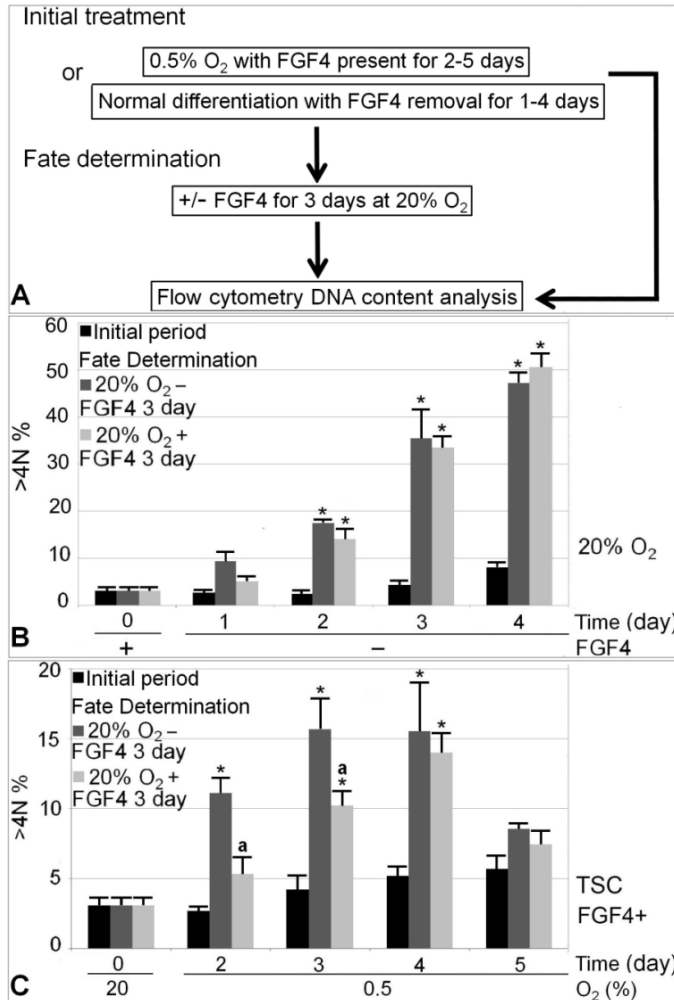 Initial treatment
0.5% O2 with FGF4 present for 2-5 days
or
Normal differentiation with FGF4 removal for 1-4 days
Fate determination
+/- FGF4 for 3 days at 20% O2
Flow cytometry DNA content analysis
A
>4N %
60
50
40
30
20
10
0
Initial period
Fate Determination
20% O2 –
FGF4 3 day
20% O2 +
FGF4 3 day
* * * * * *
20% O2
0 1 2 3 4 Time (day)
+ – FGF4
B
>4N %
20
15
10
5
0
Initial period
Fate Determination
20% O2 –
FGF4 3 day
20% O2 +
FGF4 3 day
* a * a * * *
TSC
FGF4+
0 2 3 4 5 Time (day)
20 0.5 O2 (%)
C